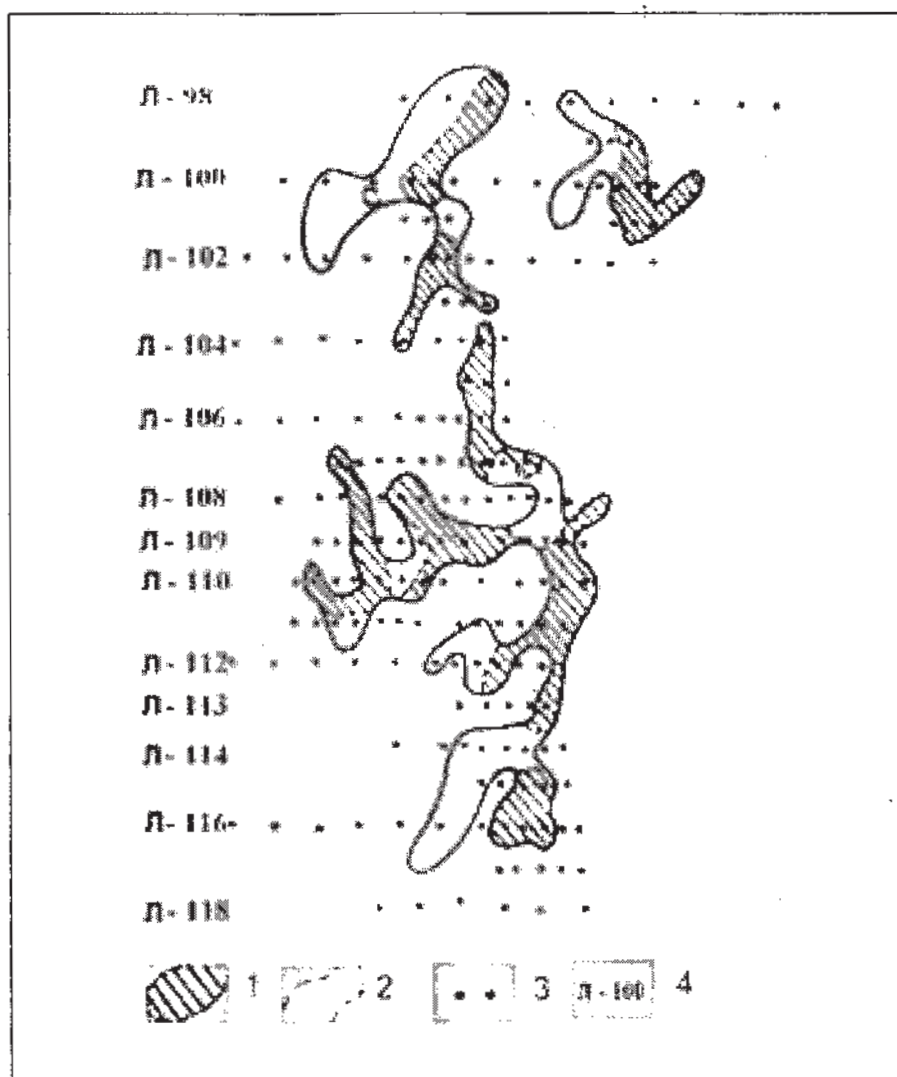 Л - 98
Л - 100
Л - 102
Л - 104
Л - 106
Л - 108
Л - 109
Л - 110
Л - 112
Л - 113
Л - 114
Л - 116
Л - 118
1 2 3 Л - 100 4